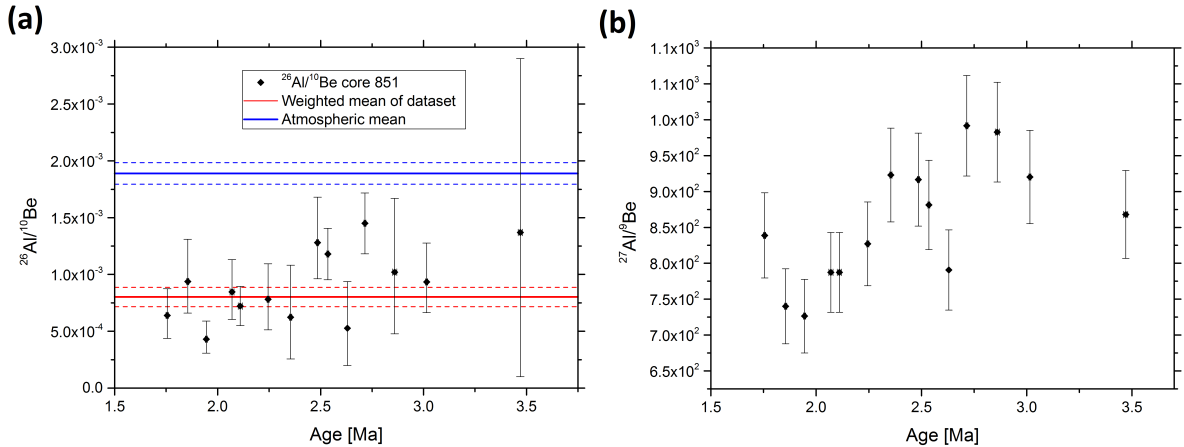 (a)
3.0x10⁻³
2.5x10⁻³
2.0x10⁻³
1.5x10⁻³
1.0x10⁻³
5.0x10⁻⁴
0.0
²⁶Al/¹⁰Be
²⁶Al/¹⁰Be core 851
Weighted mean of dataset
Atmospheric mean
1.5 2.0 2.5 3.0 3.5
Age [Ma]
(b)
1.1x10³
1.0x10³
1.0x10³
9.5x10²
9.0x10²
8.5x10²
8.0x10²
7.5x10²
7.0x10²
6.5x10²
²⁷Al/⁹Be
1.5 2.0 2.5 3.0 3.5
Age [Ma]